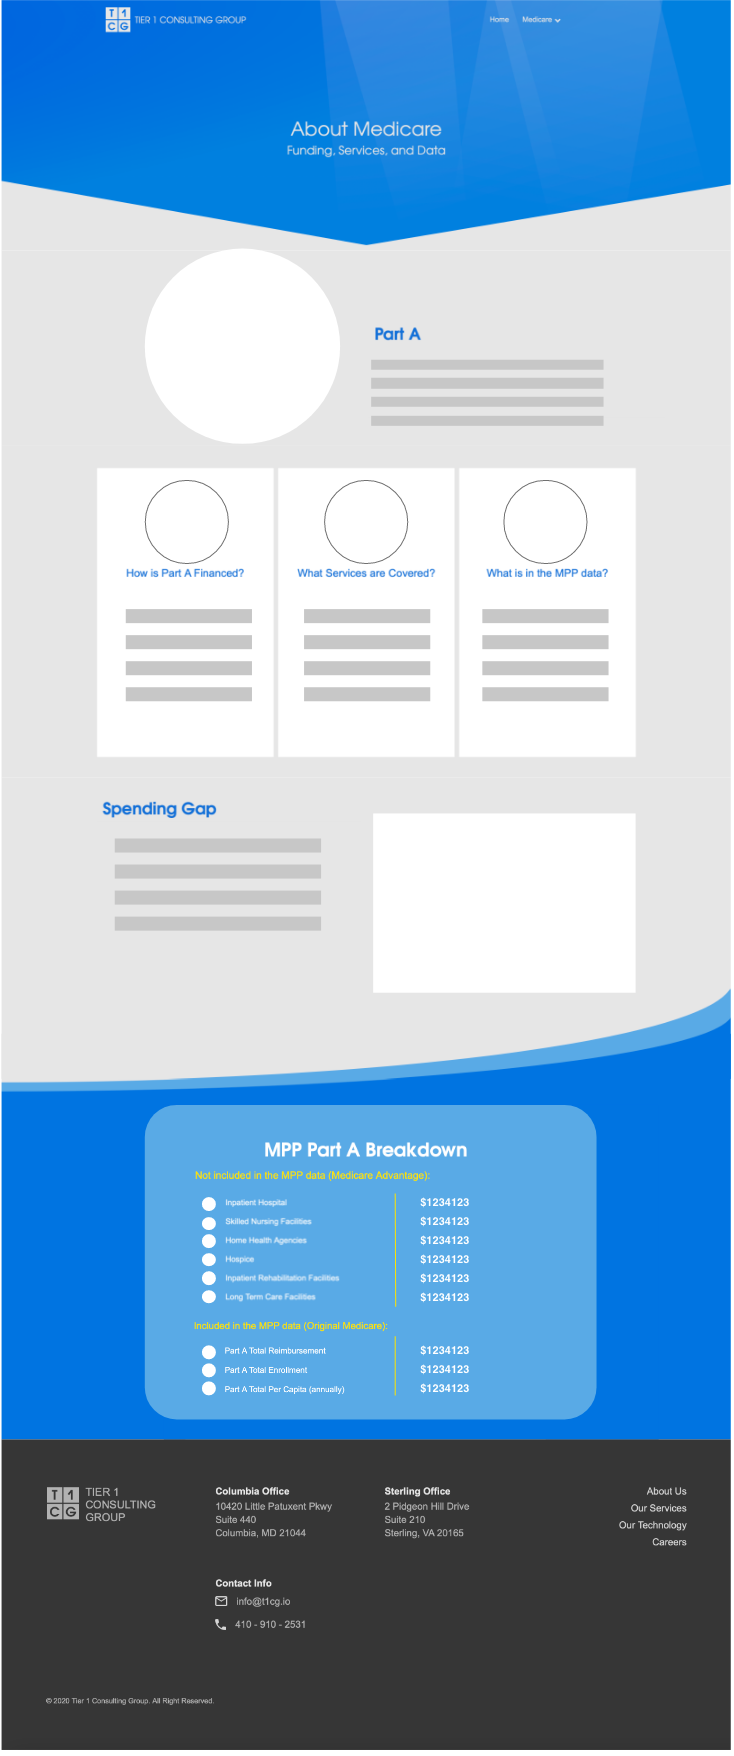 T 1
C G
TIER 1 CONSULTING GROUP
Home
Medicare
About Medicare
Funding, Services, and Data
Part A
How is Part A Financed?
What Services are Covered?
What is in the MPP data?
Spending Gap
MPP Part A Breakdown
Not included in the MPP data (Medicare Advantage):
Inpatient Hospital $1234123
Skilled Nursing Facilities $1234123
Home Health Agencies $1234123
Hospice $1234123
Inpatient Rehabilitation Facilities $1234123
Long Term Care Facilities $1234123
Included in the MPP data (Original Medicare):
Part A Total Reimbursement $1234123
Part A Total Enrollment $1234123
Part A Total Per Capita (annually) $1234123
T 1
C G
TIER 1
CONSULTING
GROUP
Columbia Office
10420 Little Patuxent Pkwy
Suite 440
Columbia, MD 21044
Sterling Office
2 Pidgeon Hill Drive
Suite 210
Sterling, VA 20165
About Us
Our Services
Our Technology
Careers
Contact Info
info@t1cg.io
410 - 910 - 2531
© 2020 Tier 1 Consulting Group. All Right Reserved.